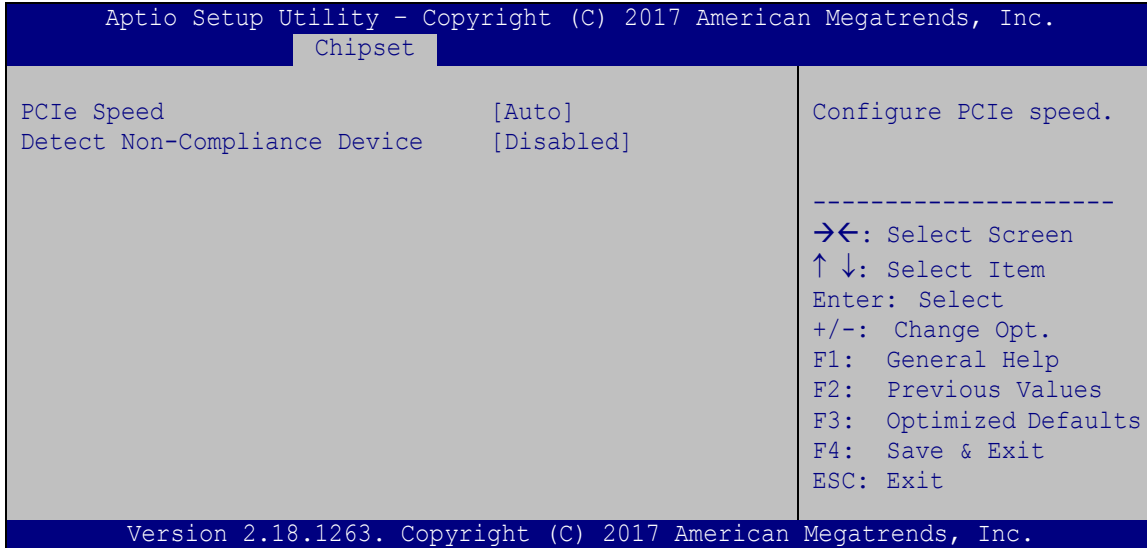 Aptio Setup Utility – Copyright (C) 2017 American Megatrends, Inc.
Chipset
PCIe Speed [Auto]
Detect Non-Compliance Device [Disabled]
Configure PCIe speed.
---------------------
→←: Select Screen
↑ ↓: Select Item
Enter: Select
+/-: Change Opt.
F1: General Help
F2: Previous Values
F3: Optimized Defaults
F4: Save & Exit
ESC: Exit
Version 2.18.1263. Copyright (C) 2017 American Megatrends, Inc.